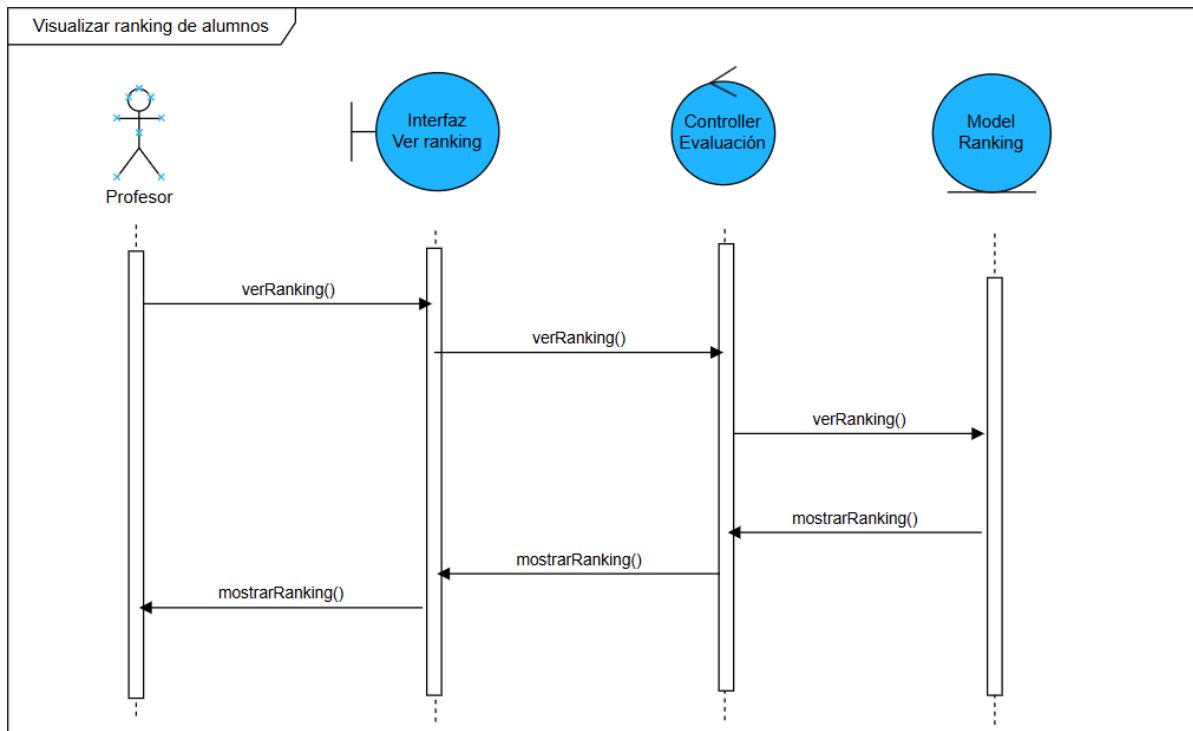 Visualizar ranking de alumnos
Profesor
Interfaz
Ver ranking
Controller
Evaluación
Model
Ranking
verRanking()
verRanking()
verRanking()
mostrarRanking()
mostrarRanking()
mostrarRanking()